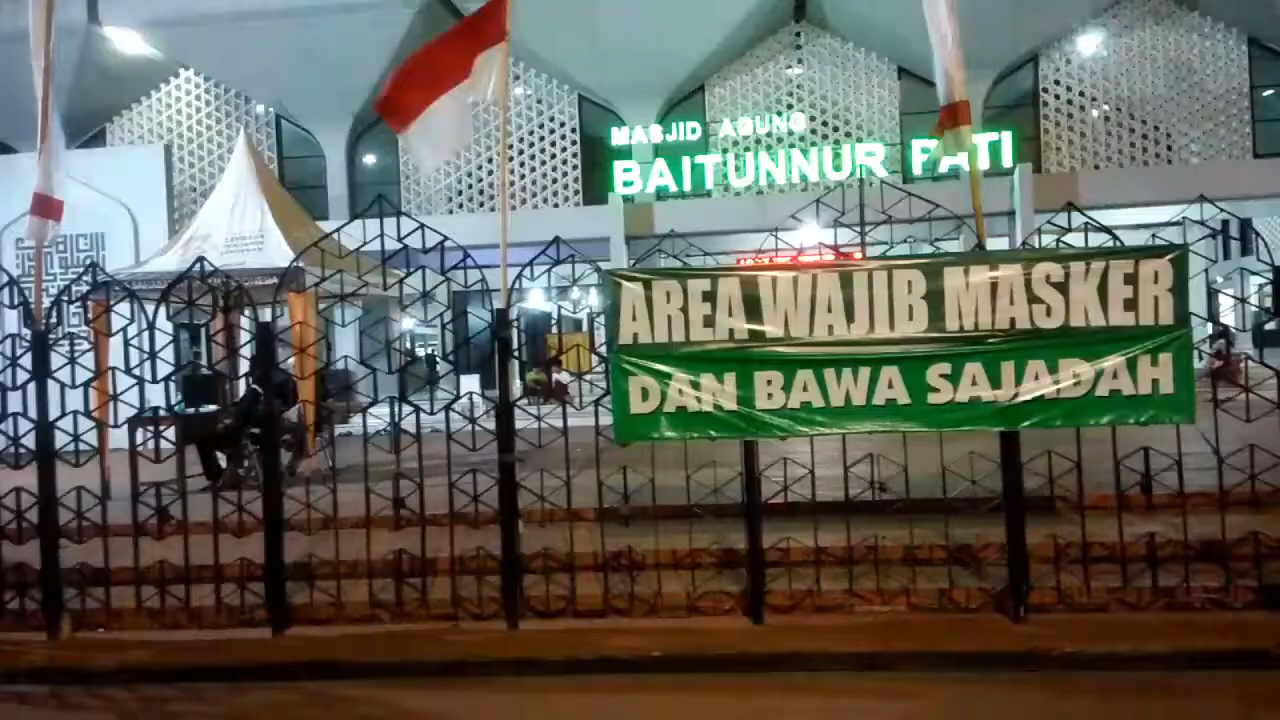 MASJID AGUNG
BAITUNNUR PATI
AREA WAJIB MASKER
DAN BAWA SAJADAH